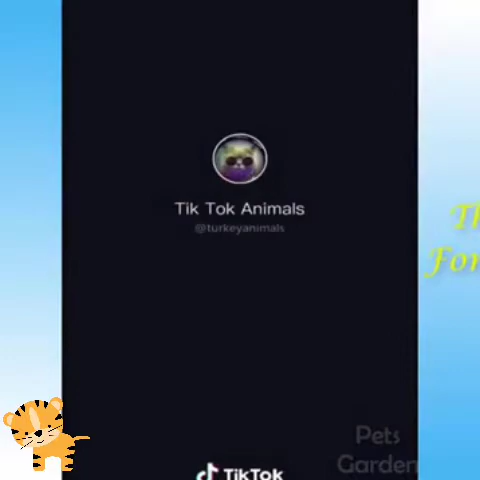 Tik Tok Animals
@turkeyanimals
Pets
Garden
TikTok